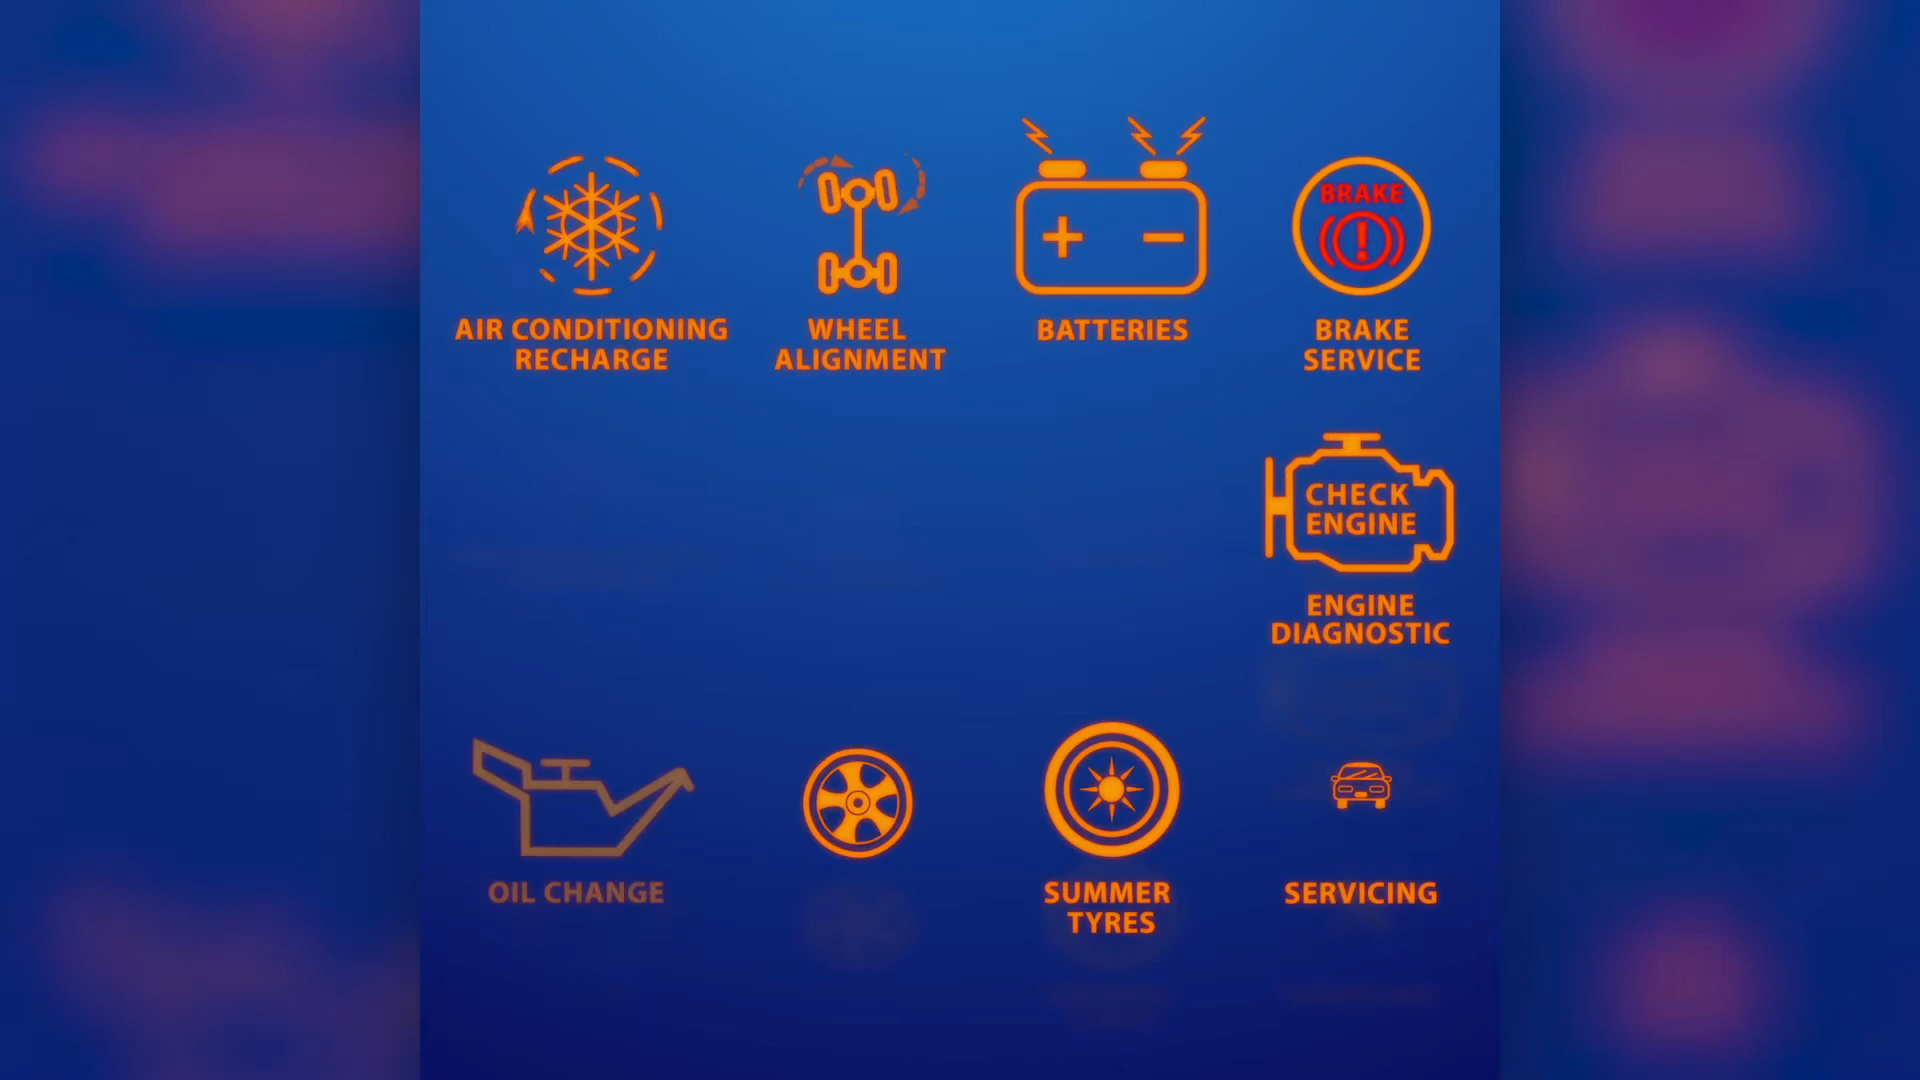 BRAKE
AIR CONDITIONING
RECHARGE
WHEEL
ALIGNMENT
BATTERIES
BRAKE
SERVICE
CHECK
ENGINE
ENGINE
DIAGNOSTIC
OIL CHANGE
SUMMER
TYRES
SERVICING